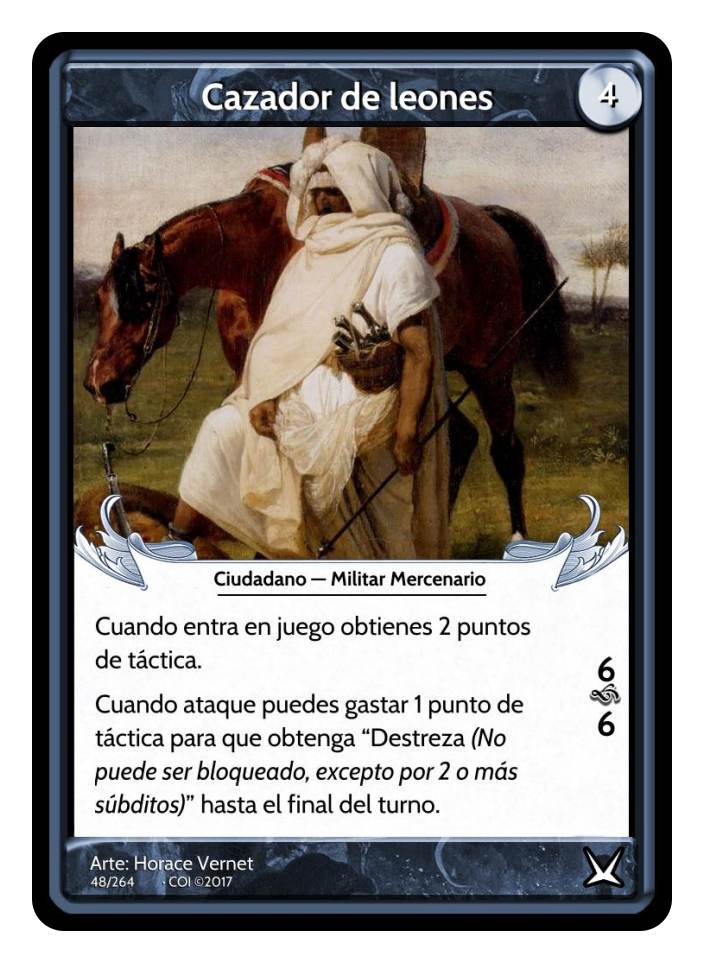 Cazador de leones
4
Ciudadano — Militar Mercenario
Cuando entra en juego obtienes 2 puntos
de táctica.
Cuando ataque puedes gastar 1 punto de
táctica para que obtenga “Destreza (No
puede ser bloqueado, excepto por 2 o más
súbditos)” hasta el final del turno.
6
6
Arte: Horace Vernet
48/264 · COI ©2017